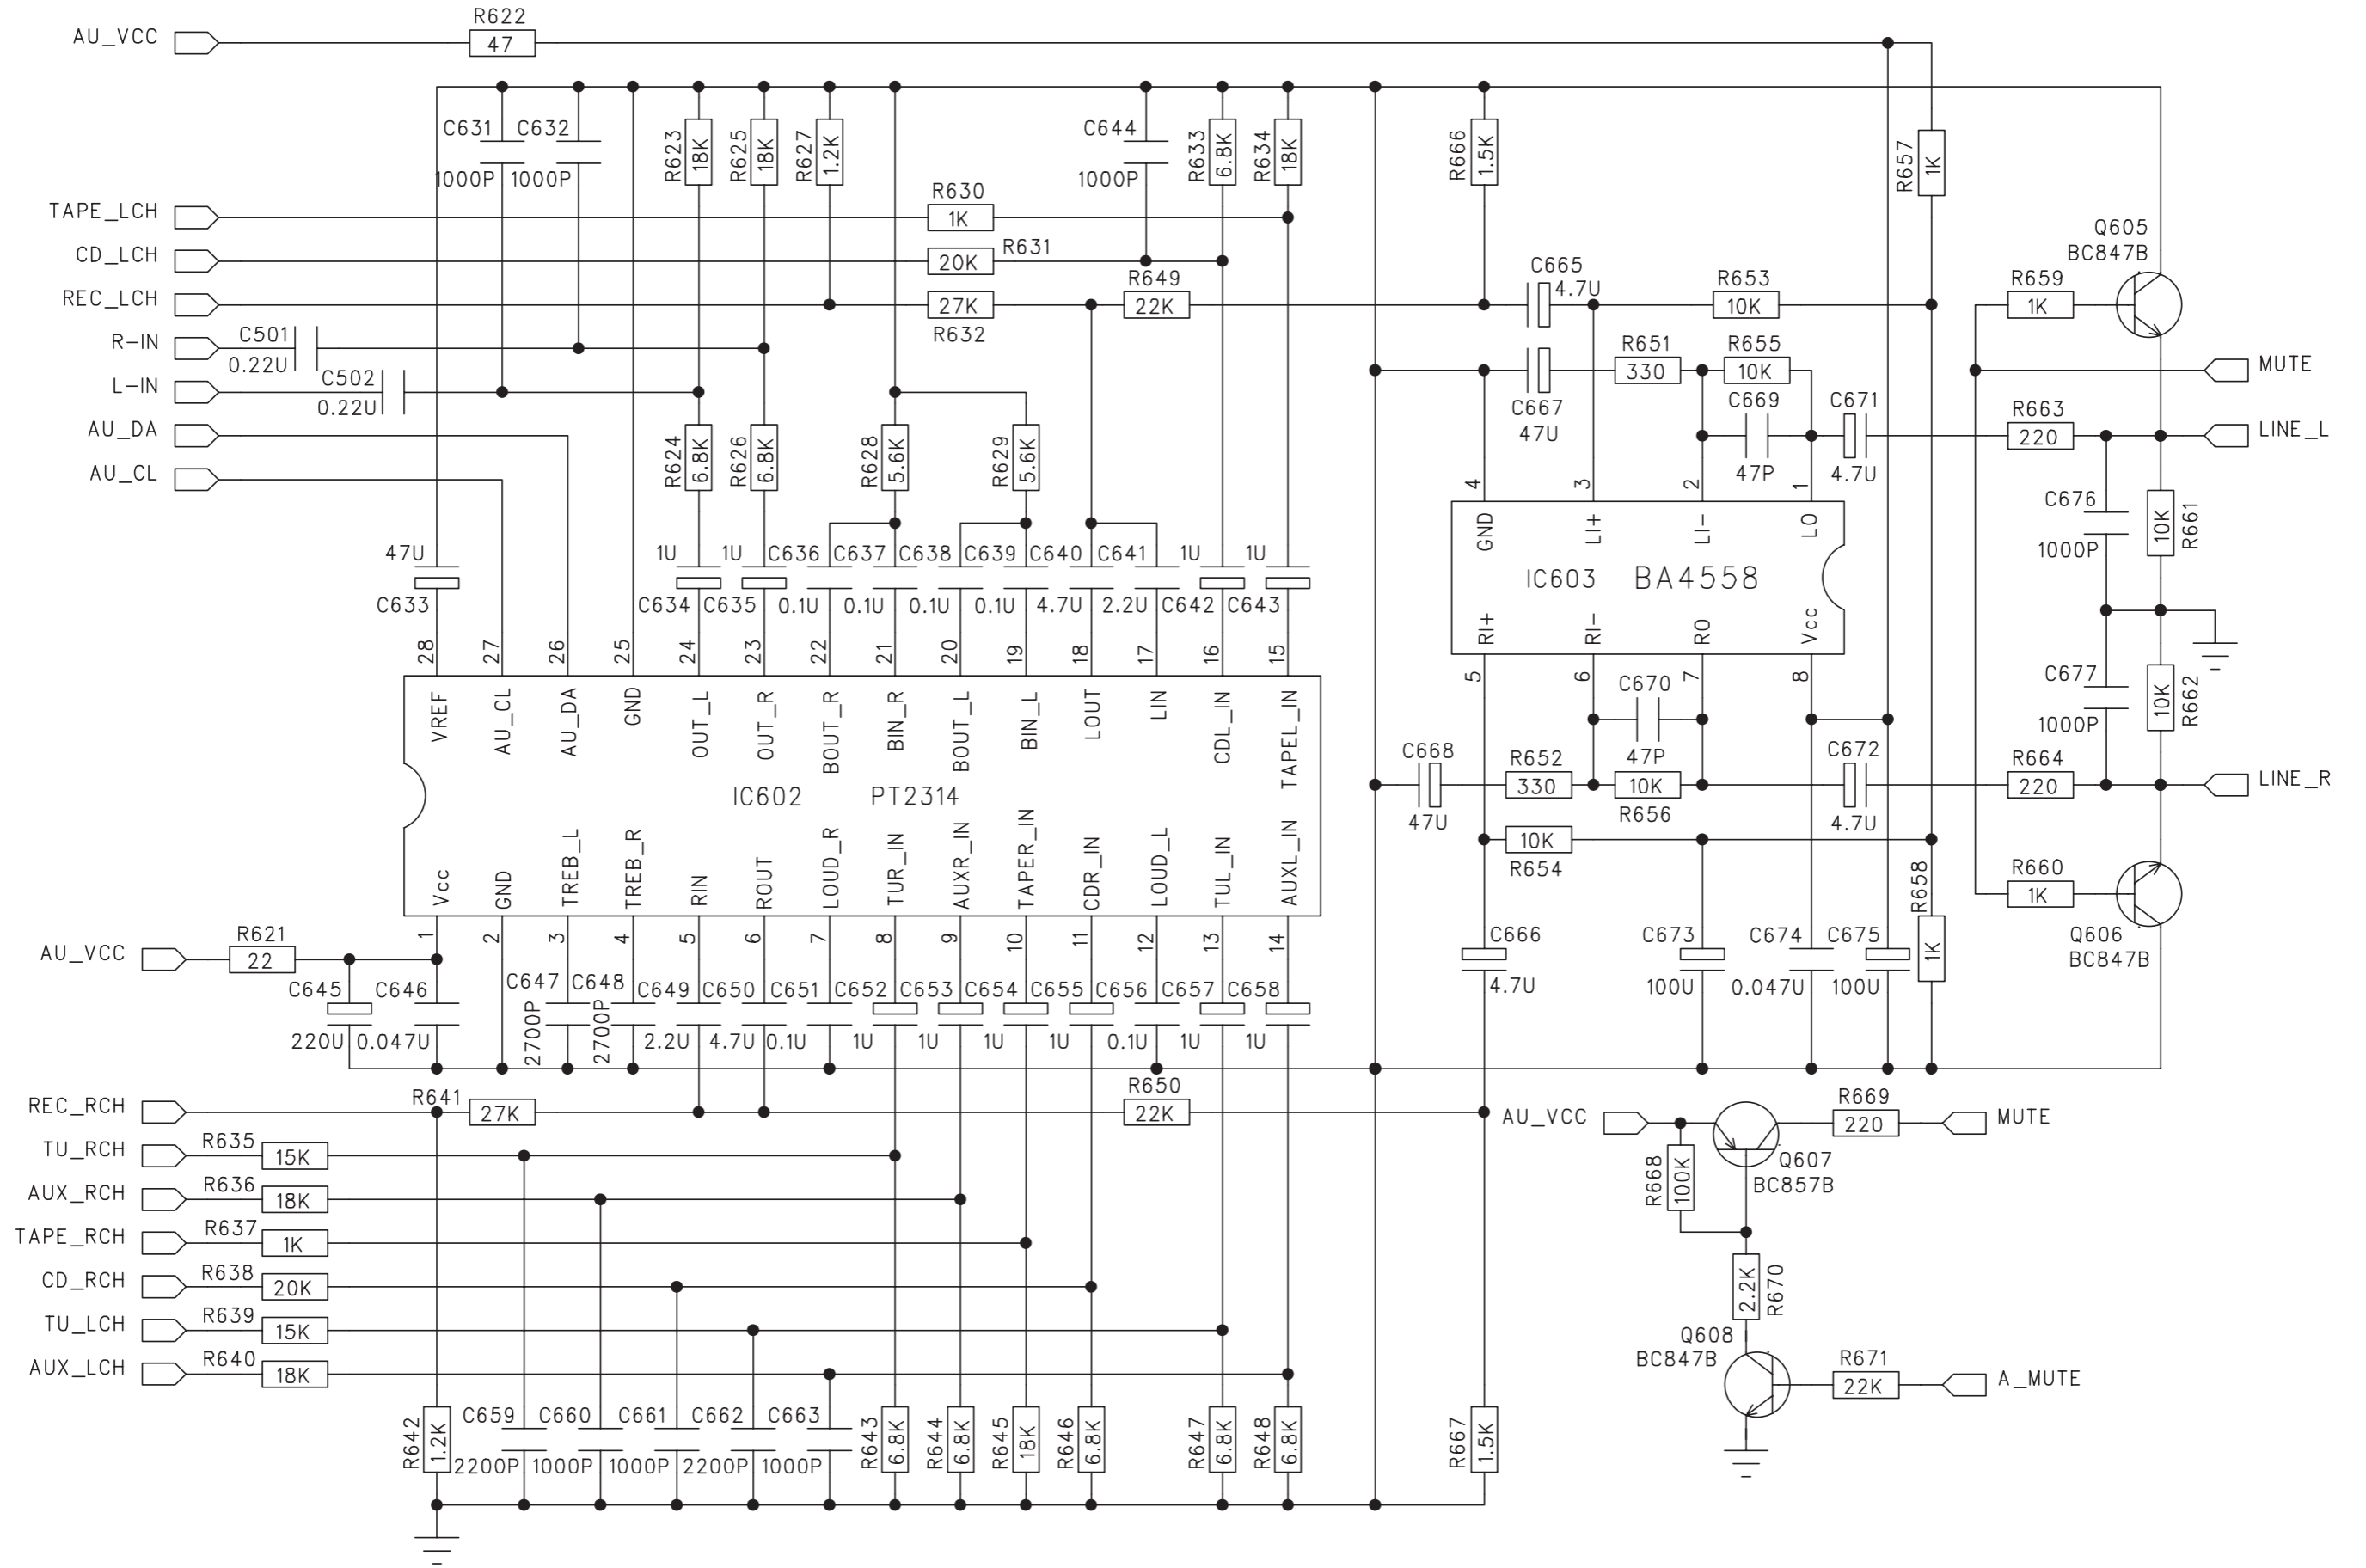 R622
AU_VCC
47
C631
C632
1000P
1000P
R623
18K
R625
18K
R627
1.2K
C644
1000P
R633
6.8K
R634
18K
R666
1.5K
R657
1K
TAPE_LCH
R630
1K
CD_LCH
20K
R631
REC_LCH
27K
R632
R649
22K
C665
4.7U
R653
10K
Q605
BC847B
R659
1K
R-IN
C501
0.22U
L-IN
C502
0.22U
AU_DA
AU_CL
R651
330
R655
10K
MUTE
C667
47U
C669
47P
C671
4.7U
R663
220
LINE_L
R624
6.8K
R626
6.8K
R628
5.6K
R629
5.6K
C676
1000P
10K
R661
47U
C633
1U
C634
1U
C635
C636
0.1U
C637
0.1U
C638
0.1U
C639
0.1U
C640
4.7U
C641
2.2U
1U
C642
1U
C643
4
3
2
1
GND
LI+
LI-
LO
IC603
BA4558
RI+
RI-
RO
Vcc
5
6
7
8
28
27
26
25
24
23
22
21
20
19
18
17
16
15
VREF
AU_CL
AU_DA
GND
OUT_L
OUT_R
BOUT_R
BIN_R
BOUT_L
BIN_L
LOUT
LIN
CDL_IN
TAPEL_IN
IC602
PT2314
Vcc
GND
TREB_L
TREB_R
RIN
ROUT
LOUD_R
TUR_IN
AUXR_IN
TAPER_IN
CDR_IN
LOUD_L
TUL_IN
AUXL_IN
1
2
3
4
5
6
7
8
9
10
11
12
13
14
C670
47P
C677
1000P
10K
R662
C668
47U
R652
330
10K
R656
C672
4.7U
R664
220
LINE_R
10K
R654
R658
1K
R660
1K
Q606
BC847B
AU_VCC
R621
22
C645
220U
C646
0.047U
C647
2700P
C648
2700P
C649
2.2U
C650
4.7U
C651
0.1U
C652
1U
C653
1U
C654
1U
C655
1U
C656
0.1U
C657
1U
C658
1U
C666
4.7U
C673
100U
C674
0.047U
C675
100U
REC_RCH
R641
27K
R650
22K
TU_RCH
R635
15K
AUX_RCH
R636
18K
TAPE_RCH
R637
1K
CD_RCH
R638
20K
TU_LCH
R639
15K
AUX_LCH
R640
18K
AU_VCC
R669
220
MUTE
R668
100K
Q607
BC857B
2.2K
R670
Q608
BC847B
R671
22K
A_MUTE
R642
1.2K
C659
2200P
C660
1000P
C661
1000P
C662
2200P
C663
1000P
R643
6.8K
R644
6.8K
R645
18K
R646
6.8K
R647
6.8K
R648
6.8K
R667
1.5K